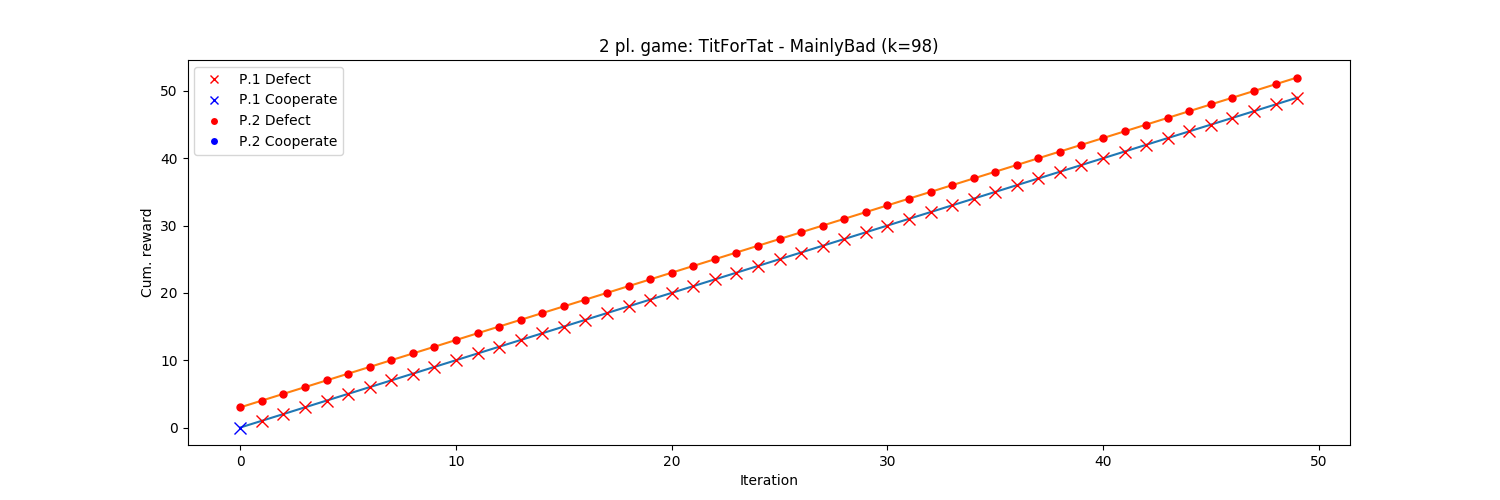 2 pl. game: TitForTat - MainlyBad (k=98)
P.1 Defect
P.1 Cooperate
P.2 Defect
P.2 Cooperate
Cum. reward
50
40
30
20
10
0
0 10 20 30 40 50
Iteration